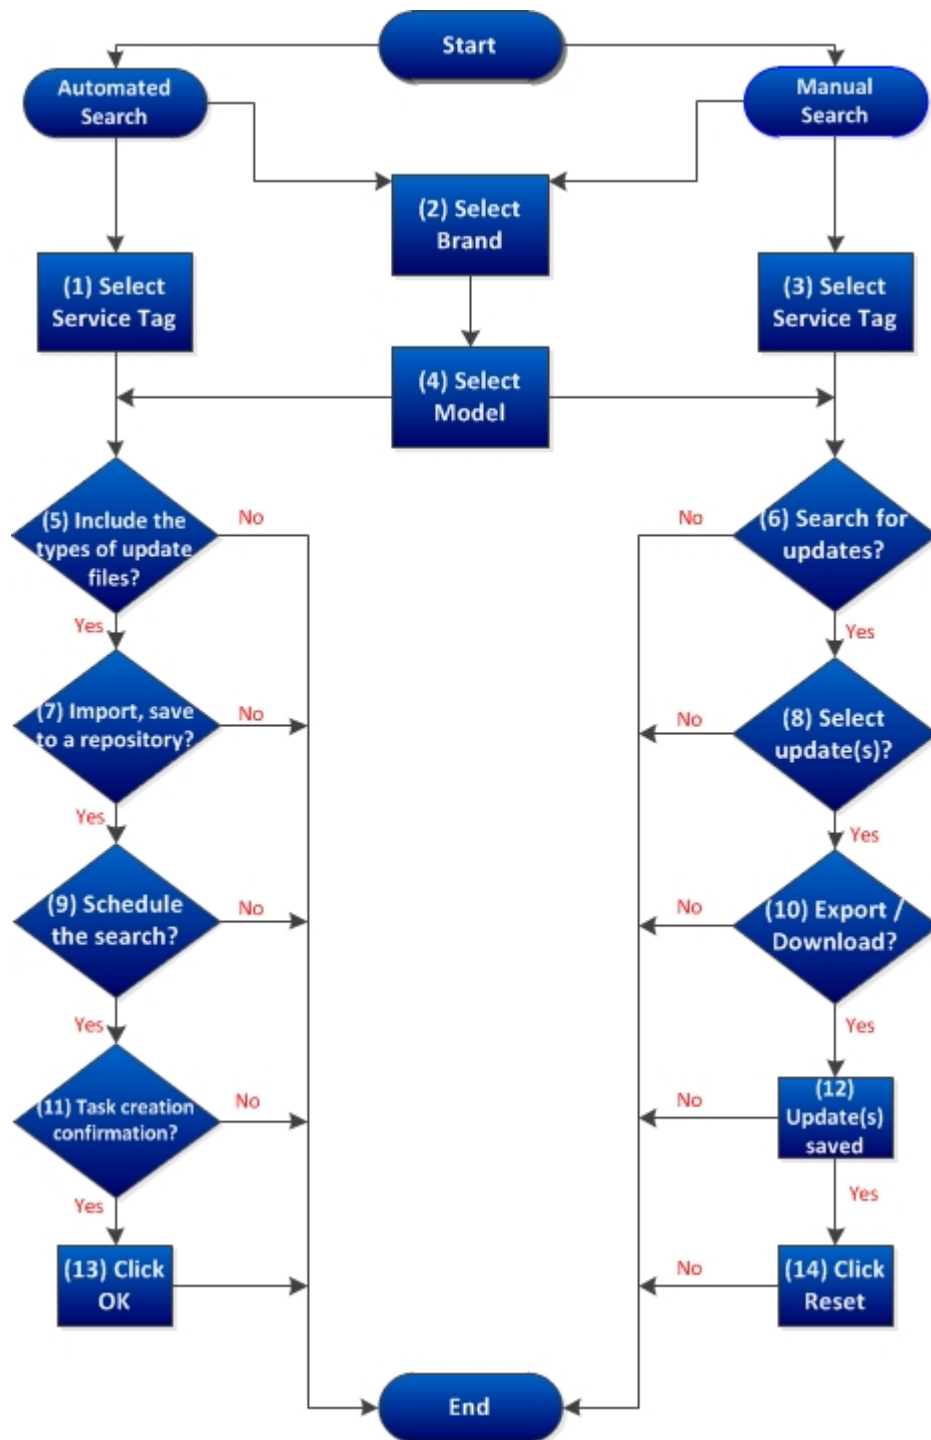 Start
Automated
Search
Manual
Search
(2) Select
Brand
(1) Select
Service Tag
(3) Select
Service Tag
(4) Select
Model
(5) Include the
types of update
files?
No
Yes
No
(6) Search for
updates?
Yes
(7) Import, save
to a repository?
No
Yes
No
(8) Select
update(s)?
Yes
(9) Schedule
the search?
No
Yes
No
(10) Export /
Download?
Yes
(11) Task creation
confirmation?
No
Yes
No
(12)
Update(s)
saved
Yes
(13) Click
OK
No
(14) Click
Reset
End